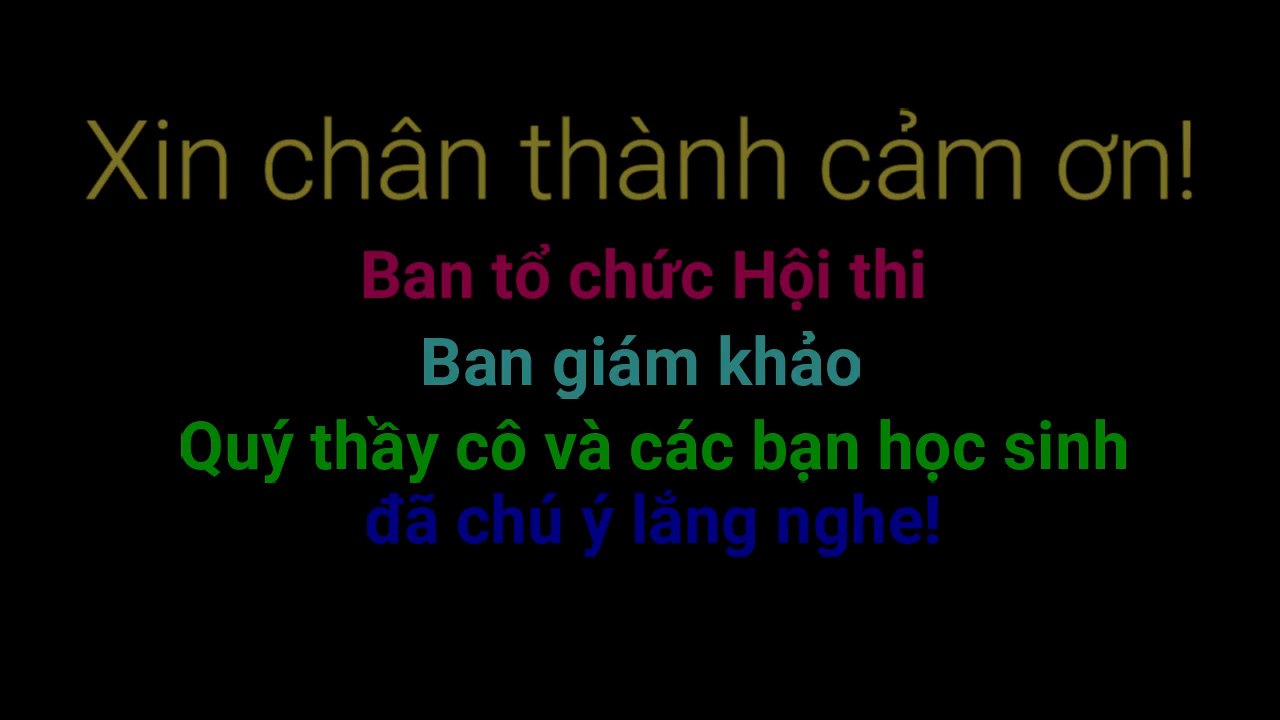 Xin chân thành cảm ơn!
Ban tổ chức Hội thi
Ban giám khảo
Quý thầy cô và các bạn học sinh
đã chú ý lắng nghe!